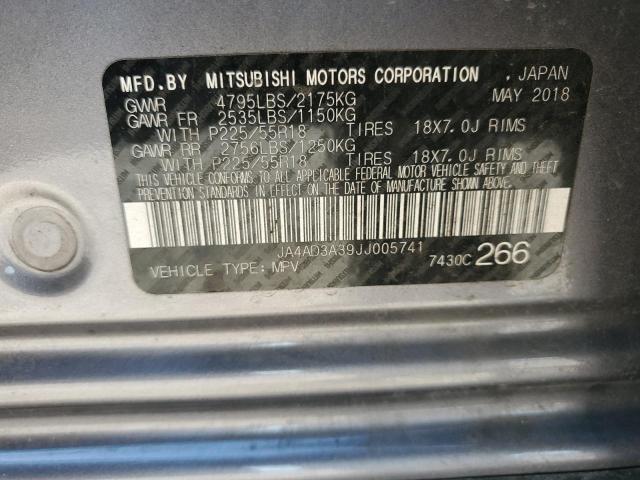 MFD.BY MITSUBISHI MOTORS CORPORATION , JAPAN
GVWR 4795LBS/2175KG MAY 2018
GAWR FR 2535LBS/1150KG
WITH P225/55R18 TIRES 18X7.0J RIMS
GAWR RR 2756LBS/1250KG
WITH P225/55R18 TIRES 18X7.0J RIMS
THIS VEHICLE CONFORMS TO ALL APPLICABLE FEDERAL MOTOR VEHICLE SAFETY AND THEFT
PREVENTION STANDARDS IN EFFECT ON THE DATE OF MANUFACTURE SHOWN ABOVE.
JA4AD3A39JJ005741
VEHICLE TYPE: MPV 7430C 266